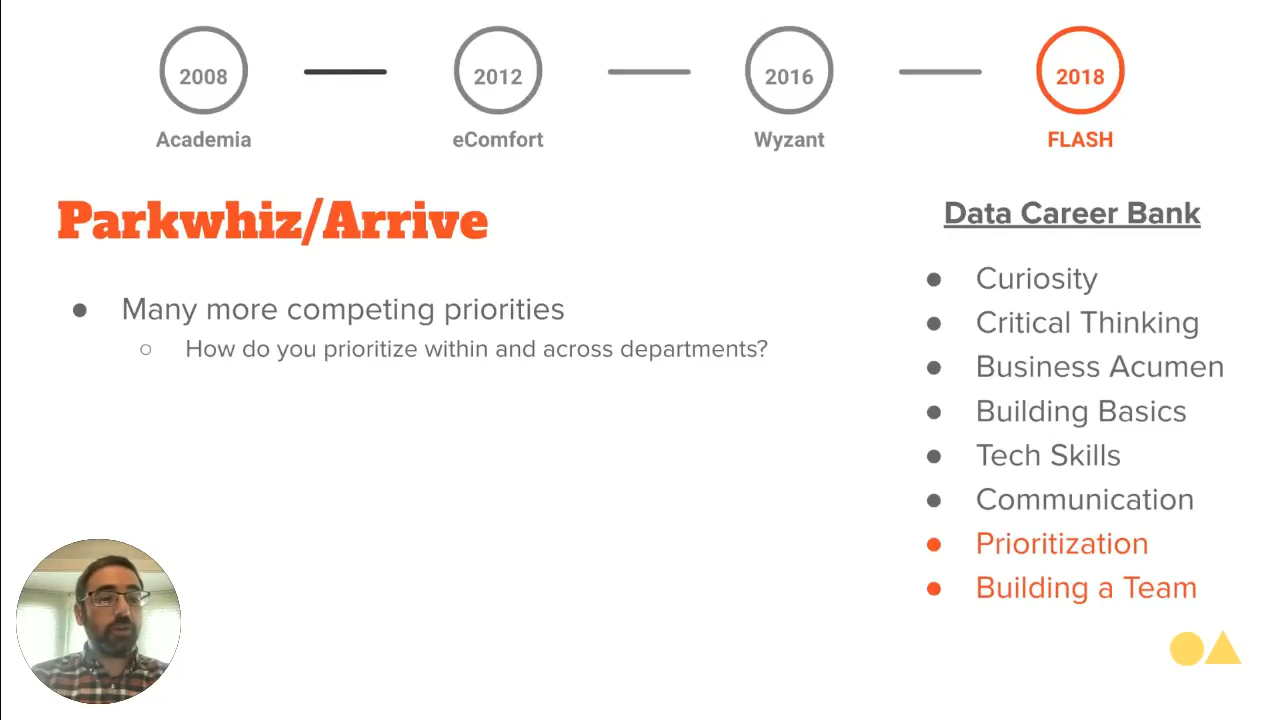 2008
2012
2016
2018
Academia
eComfort
Wyzant
FLASH
Parkwhiz/Arrive
Many more competing priorities
How do you prioritize within and across departments?
Data Career Bank
Curiosity
Critical Thinking
Business Acumen
Building Basics
Tech Skills
Communication
Prioritization
Building a Team